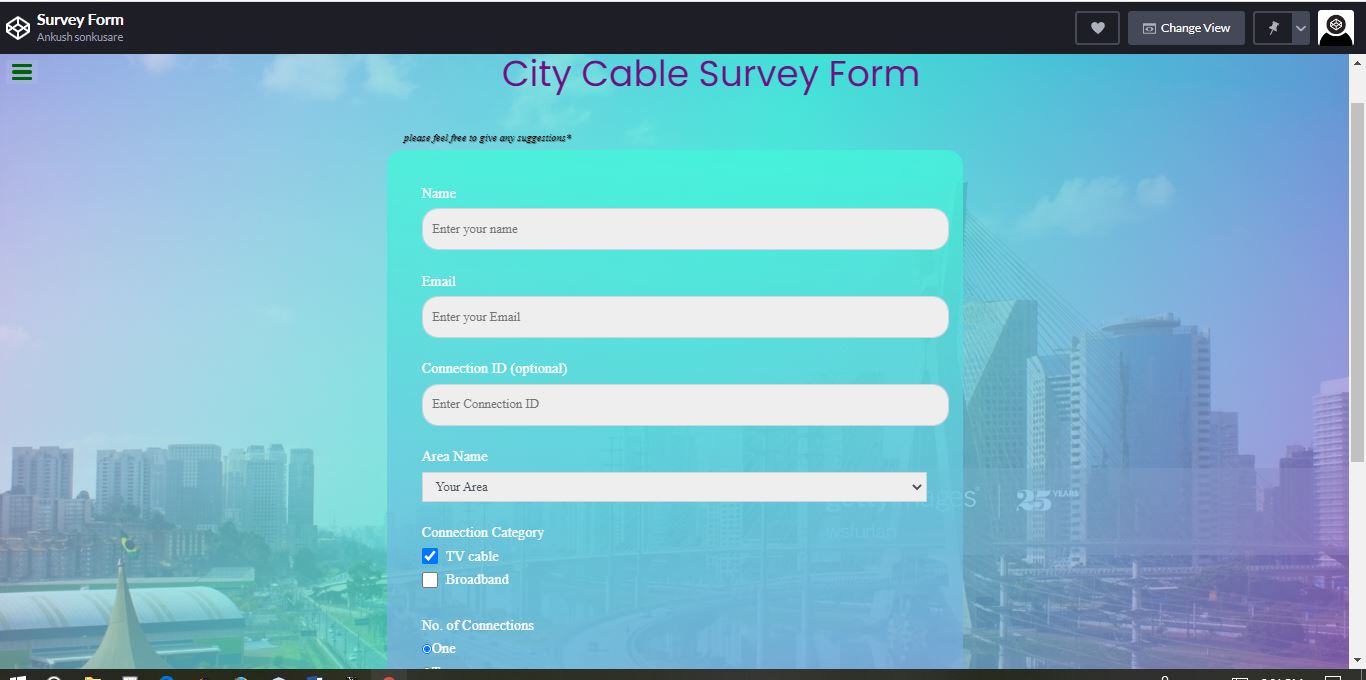 Survey Form
Ankush sonkusare
Change View
City Cable Survey Form
please feel free to give any suggestions*
Name
Enter your name
Email
Enter your Email
Connection ID (optional)
Enter Connection ID
Area Name
Your Area
gettyimages® | 25 YEARS
wsfurlan
Connection Category
TV cable
Broadband
No. of Connections
One